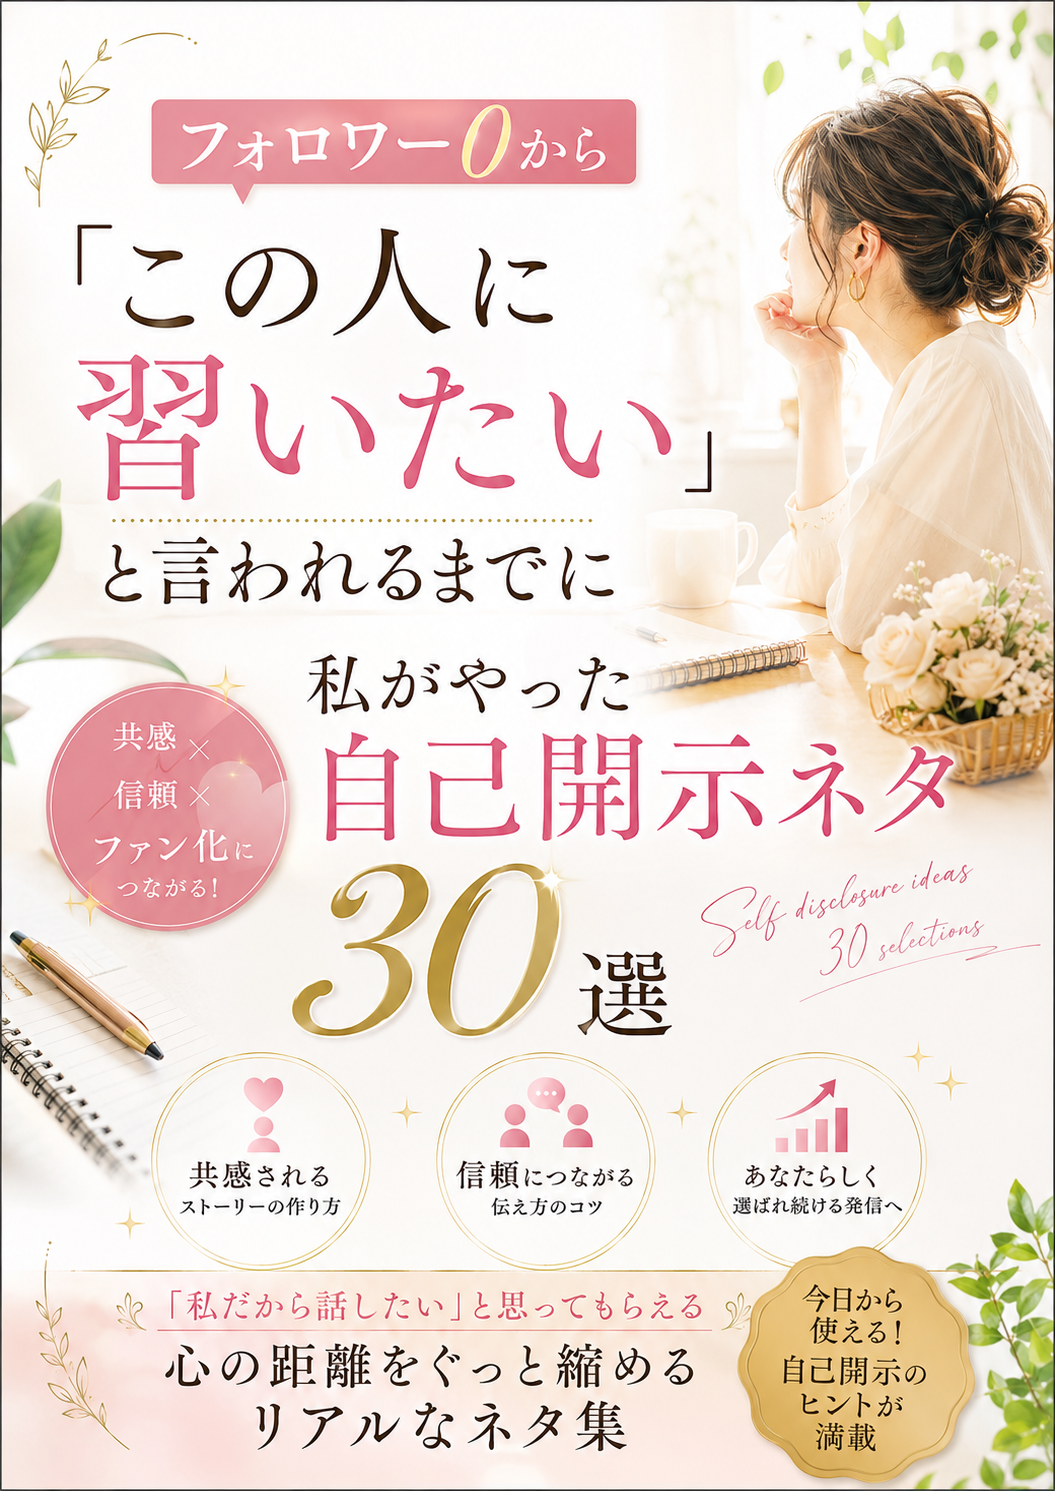 フォロワー0から
「この人に
習いたい」
と言われるまでに
私がやった
自己開示ネタ
30選
共感×
信頼×
ファン化に
つながる!
Self disclosure ideas
30 selections
共感される
ストーリーの作り方
信頼につながる
伝え方のコツ
あなたらしく
選ばれ続ける発信へ
「私だから話したい」と思ってもらえる
心の距離をぐっと縮める
リアルなネタ集
今日から
使える!
自己開示の
ヒントが
満載